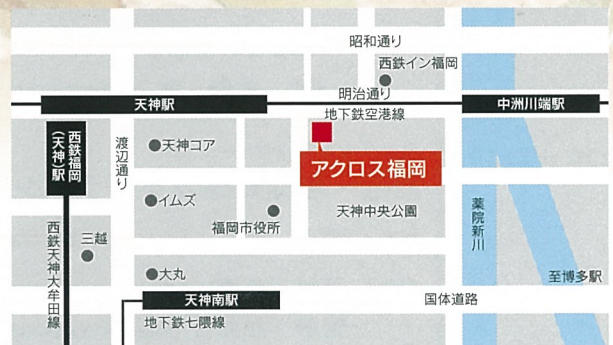 昭和通り
西鉄イン福岡
明治通り
天神駅
中洲川端駅
地下鉄空港線
西鉄福岡
(天神)駅
渡辺通り
天神コア
アクロス福岡
イムズ
福岡市役所
天神中央公園
薬院新川
西鉄天神大牟田線
三越
大丸
至博多駅
天神南駅
国体道路
地下鉄七隈線